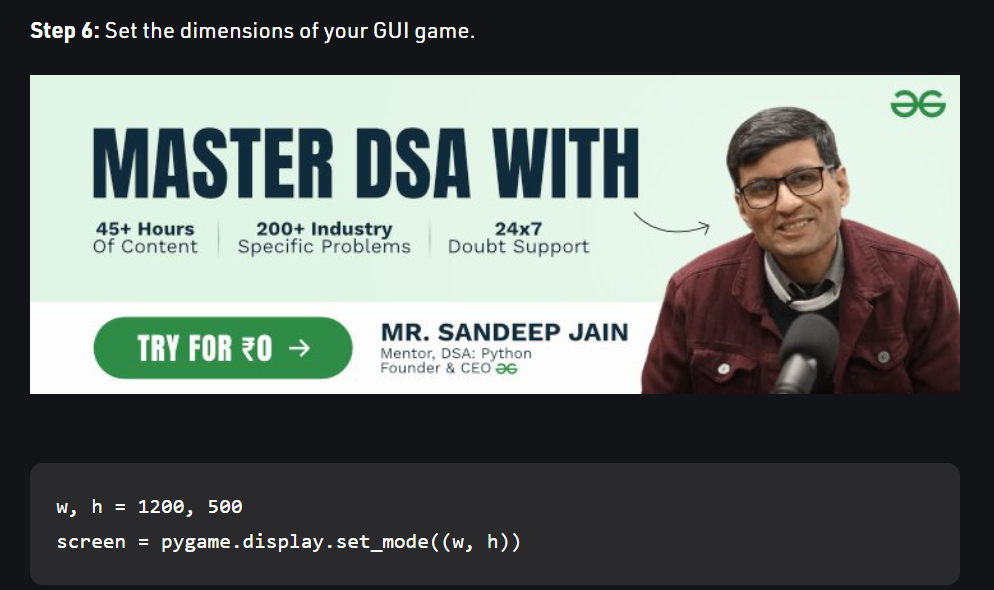 Step 6: Set the dimensions of your GUI game.
MASTER DSA WITH
45+ Hours
Of Content
200+ Industry
Specific Problems
24x7
Doubt Support
TRY FOR ₹0 →
MR. SANDEEP JAIN
Mentor, DSA: Python
Founder & CEO
w, h = 1200, 500
screen = pygame.display.set_mode((w, h))